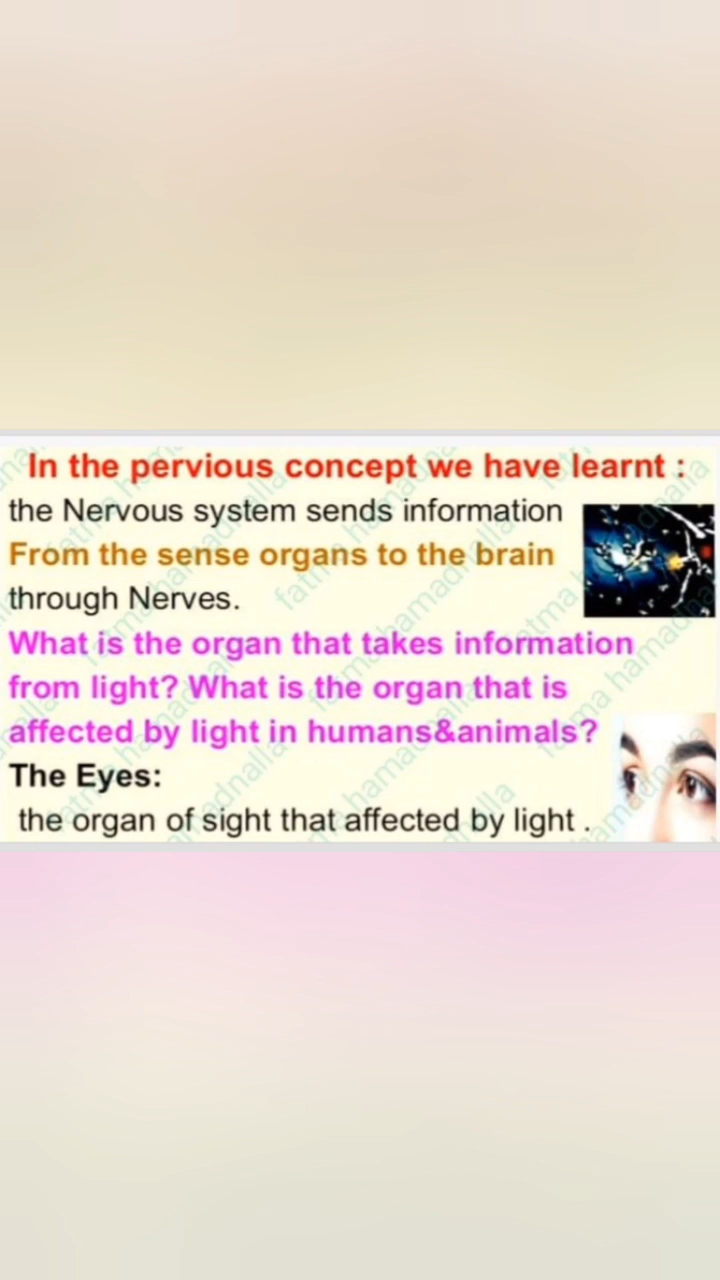 In the pervious concept we have learnt :
the Nervous system sends information
From the sense organs to the brain
through Nerves.
What is the organ that takes information
from light? What is the organ that is
affected by light in humans&animals?
The Eyes:
the organ of sight that affected by light .
fatma hamadnalla